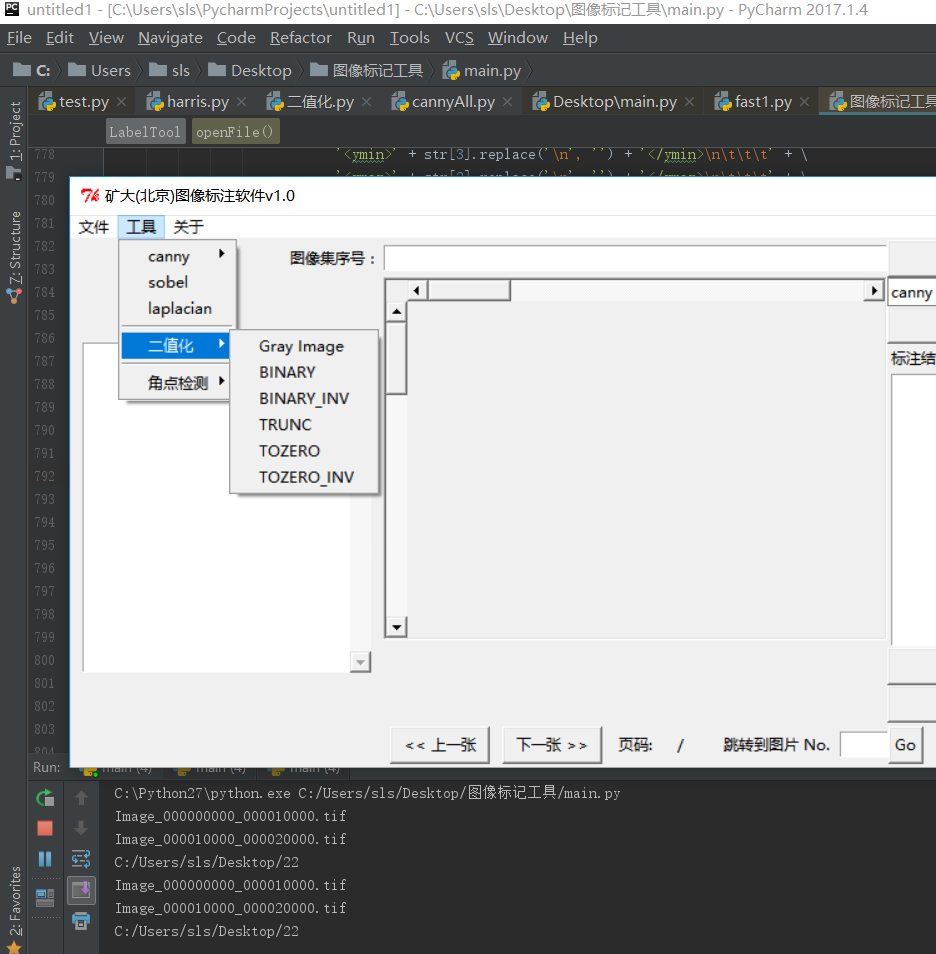 untitled1 - [C:\Users\sls\PycharmProjects\untitled1] - C:\Users\sls\Desktop\图像标记工具\main.py - PyCharm 2017.1.4
File Edit View Navigate Code Refactor Run Tools VCS Window Help
C: Users sls Desktop 图像标记工具 main.py
test.py harris.py 二值化.py cannyAll.py Desktop\main.py fast1.py 图像标记工具
LabelTool openFile()
1: Project
7: Structure
2: Favorites
778 '<ymin>' + str[3].replace('\n', '') + '</ymin>\n\t\t\t' + \
779
780
781
782
783
784
785
786
787
788
789
790
791
792
793
794
795
796
797
798
799
800
801
802
803
804
矿大(北京)图像标注软件v1.0
文件 工具 关于
canny
sobel
laplacian
二值化
角点检测
Gray Image
BINARY
BINARY_INV
TRUNC
TOZERO
TOZERO_INV
图像集序号：
canny
标注结
<< 上一张 下一张 >> 页码: / 跳转到图片 No. Go
Run: main (4) main (4) main (4)
C:\Python27\python.exe C:/Users/sls/Desktop/图像标记工具/main.py
Image_000000000_000010000.tif
Image_000010000_000020000.tif
C:/Users/sls/Desktop/22
Image_000000000_000010000.tif
Image_000010000_000020000.tif
C:/Users/sls/Desktop/22